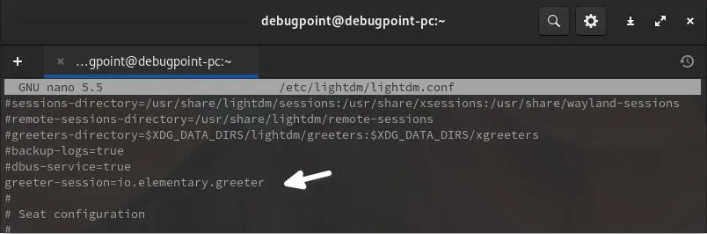 debugpoint@debugpoint-pc:~
...gpoint@debugpoint-pc:~
GNU nano 5.5 /etc/lightdm/lightdm.conf
#sessions-directory=/usr/share/lightdm/sessions:/usr/share/xsessions:/usr/share/wayland-sessions
#remote-sessions-directory=/usr/share/lightdm/remote-sessions
#greeters-directory=$XDG_DATA_DIRS/lightdm/greeters:$XDG_DATA_DIRS/xgreeters
#backup-logs=true
#dbus-service=true
greeter-session=io.elementary.greeter
#
# Seat configuration
#